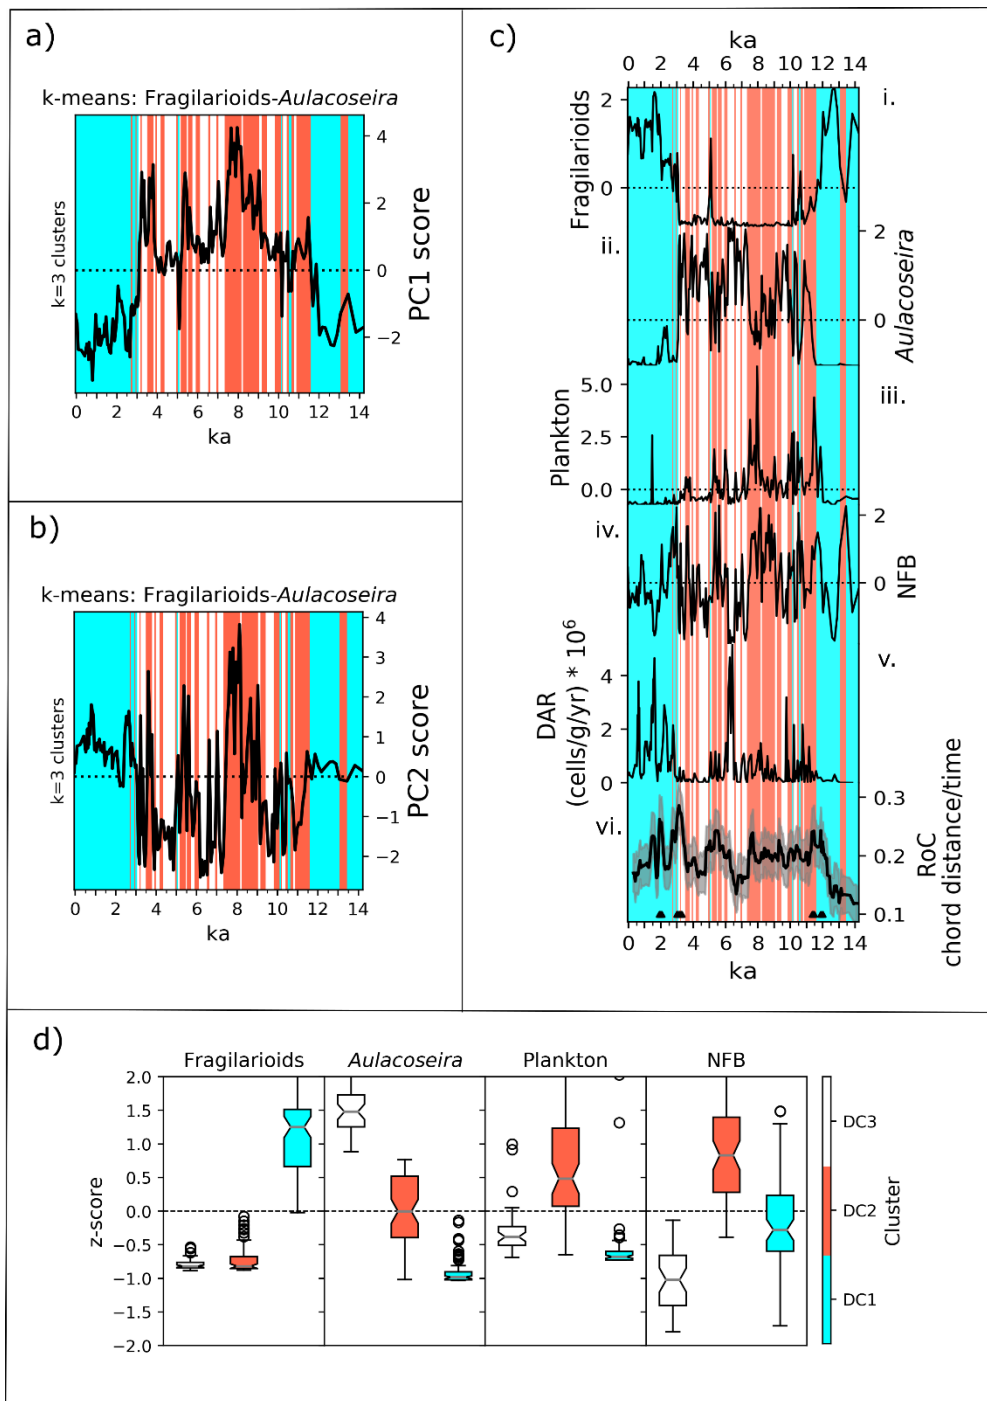 a)
k-means: Fragilarioids-Aulacoseira
k=3 clusters
4
2
0
−2
PC1 score
0 2 4 6 8 10 12 14
ka
b)
k-means: Fragilarioids-Aulacoseira
k=3 clusters
4
3
2
1
0
−1
−2
PC2 score
0 2 4 6 8 10 12 14
ka
c)
ka
0 2 4 6 8 10 12 14
i.
Fragilarioids
2
0
ii.
2
0
Aulacoseira
iii.
Plankton
5.0
2.5
0.0
iv.
2
0
NFB
v.
DAR
(cells/g/yr) * 10⁶
4
2
0
vi.
0.3
0.2
0.1
RoC
chord distance/time
0 2 4 6 8 10 12 14
ka
d)
Fragilarioids Aulacoseira Plankton NFB
z-score
2.0
1.5
1.0
0.5
0.0
−0.5
−1.0
−1.5
−2.0
DC3
DC2
DC1
Cluster